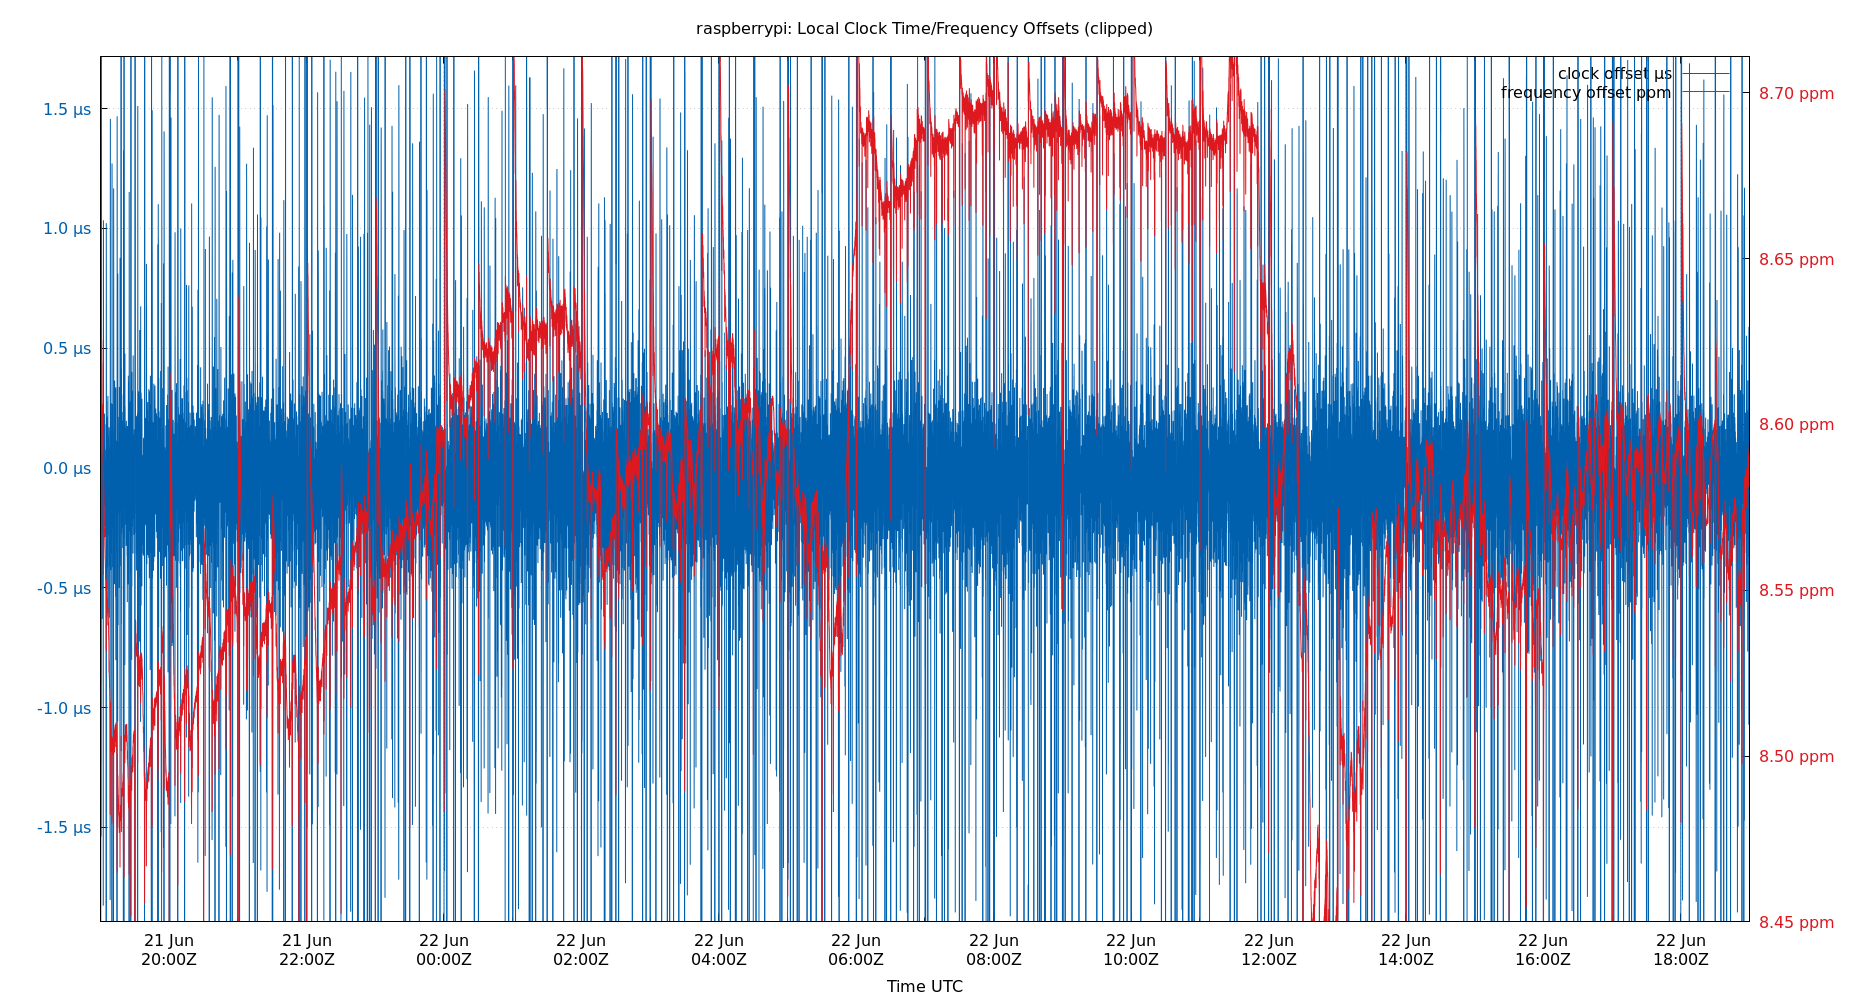 raspberrypi: Local Clock Time/Frequency Offsets (clipped)
clock offset µs
frequency offset ppm
1.5 µs
1.0 µs
0.5 µs
0.0 µs
-0.5 µs
-1.0 µs
-1.5 µs
8.70 ppm
8.65 ppm
8.60 ppm
8.55 ppm
8.50 ppm
8.45 ppm
21 Jun 21 Jun 22 Jun 22 Jun 22 Jun 22 Jun 22 Jun 22 Jun 22 Jun 22 Jun 22 Jun 22 Jun
20:00Z 22:00Z 00:00Z 02:00Z 04:00Z 06:00Z 08:00Z 10:00Z 12:00Z 14:00Z 16:00Z 18:00Z
Time UTC